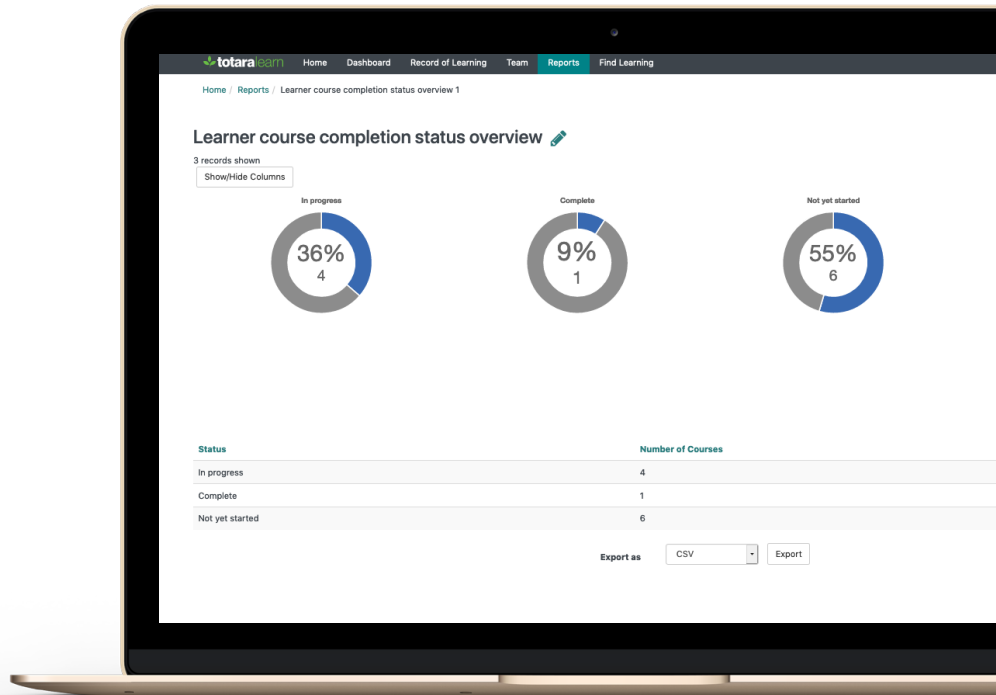 totaralearn Home Dashboard Record of Learning Team Reports Find Learning
Home / Reports / Learner course completion status overview 1
Learner course completion status overview
3 records shown
Show/Hide Columns
In progress Complete Not yet started
36% 9% 55%
4 1 6
Status Number of Courses
In progress 4
Complete 1
Not yet started 6
Export as CSV Export